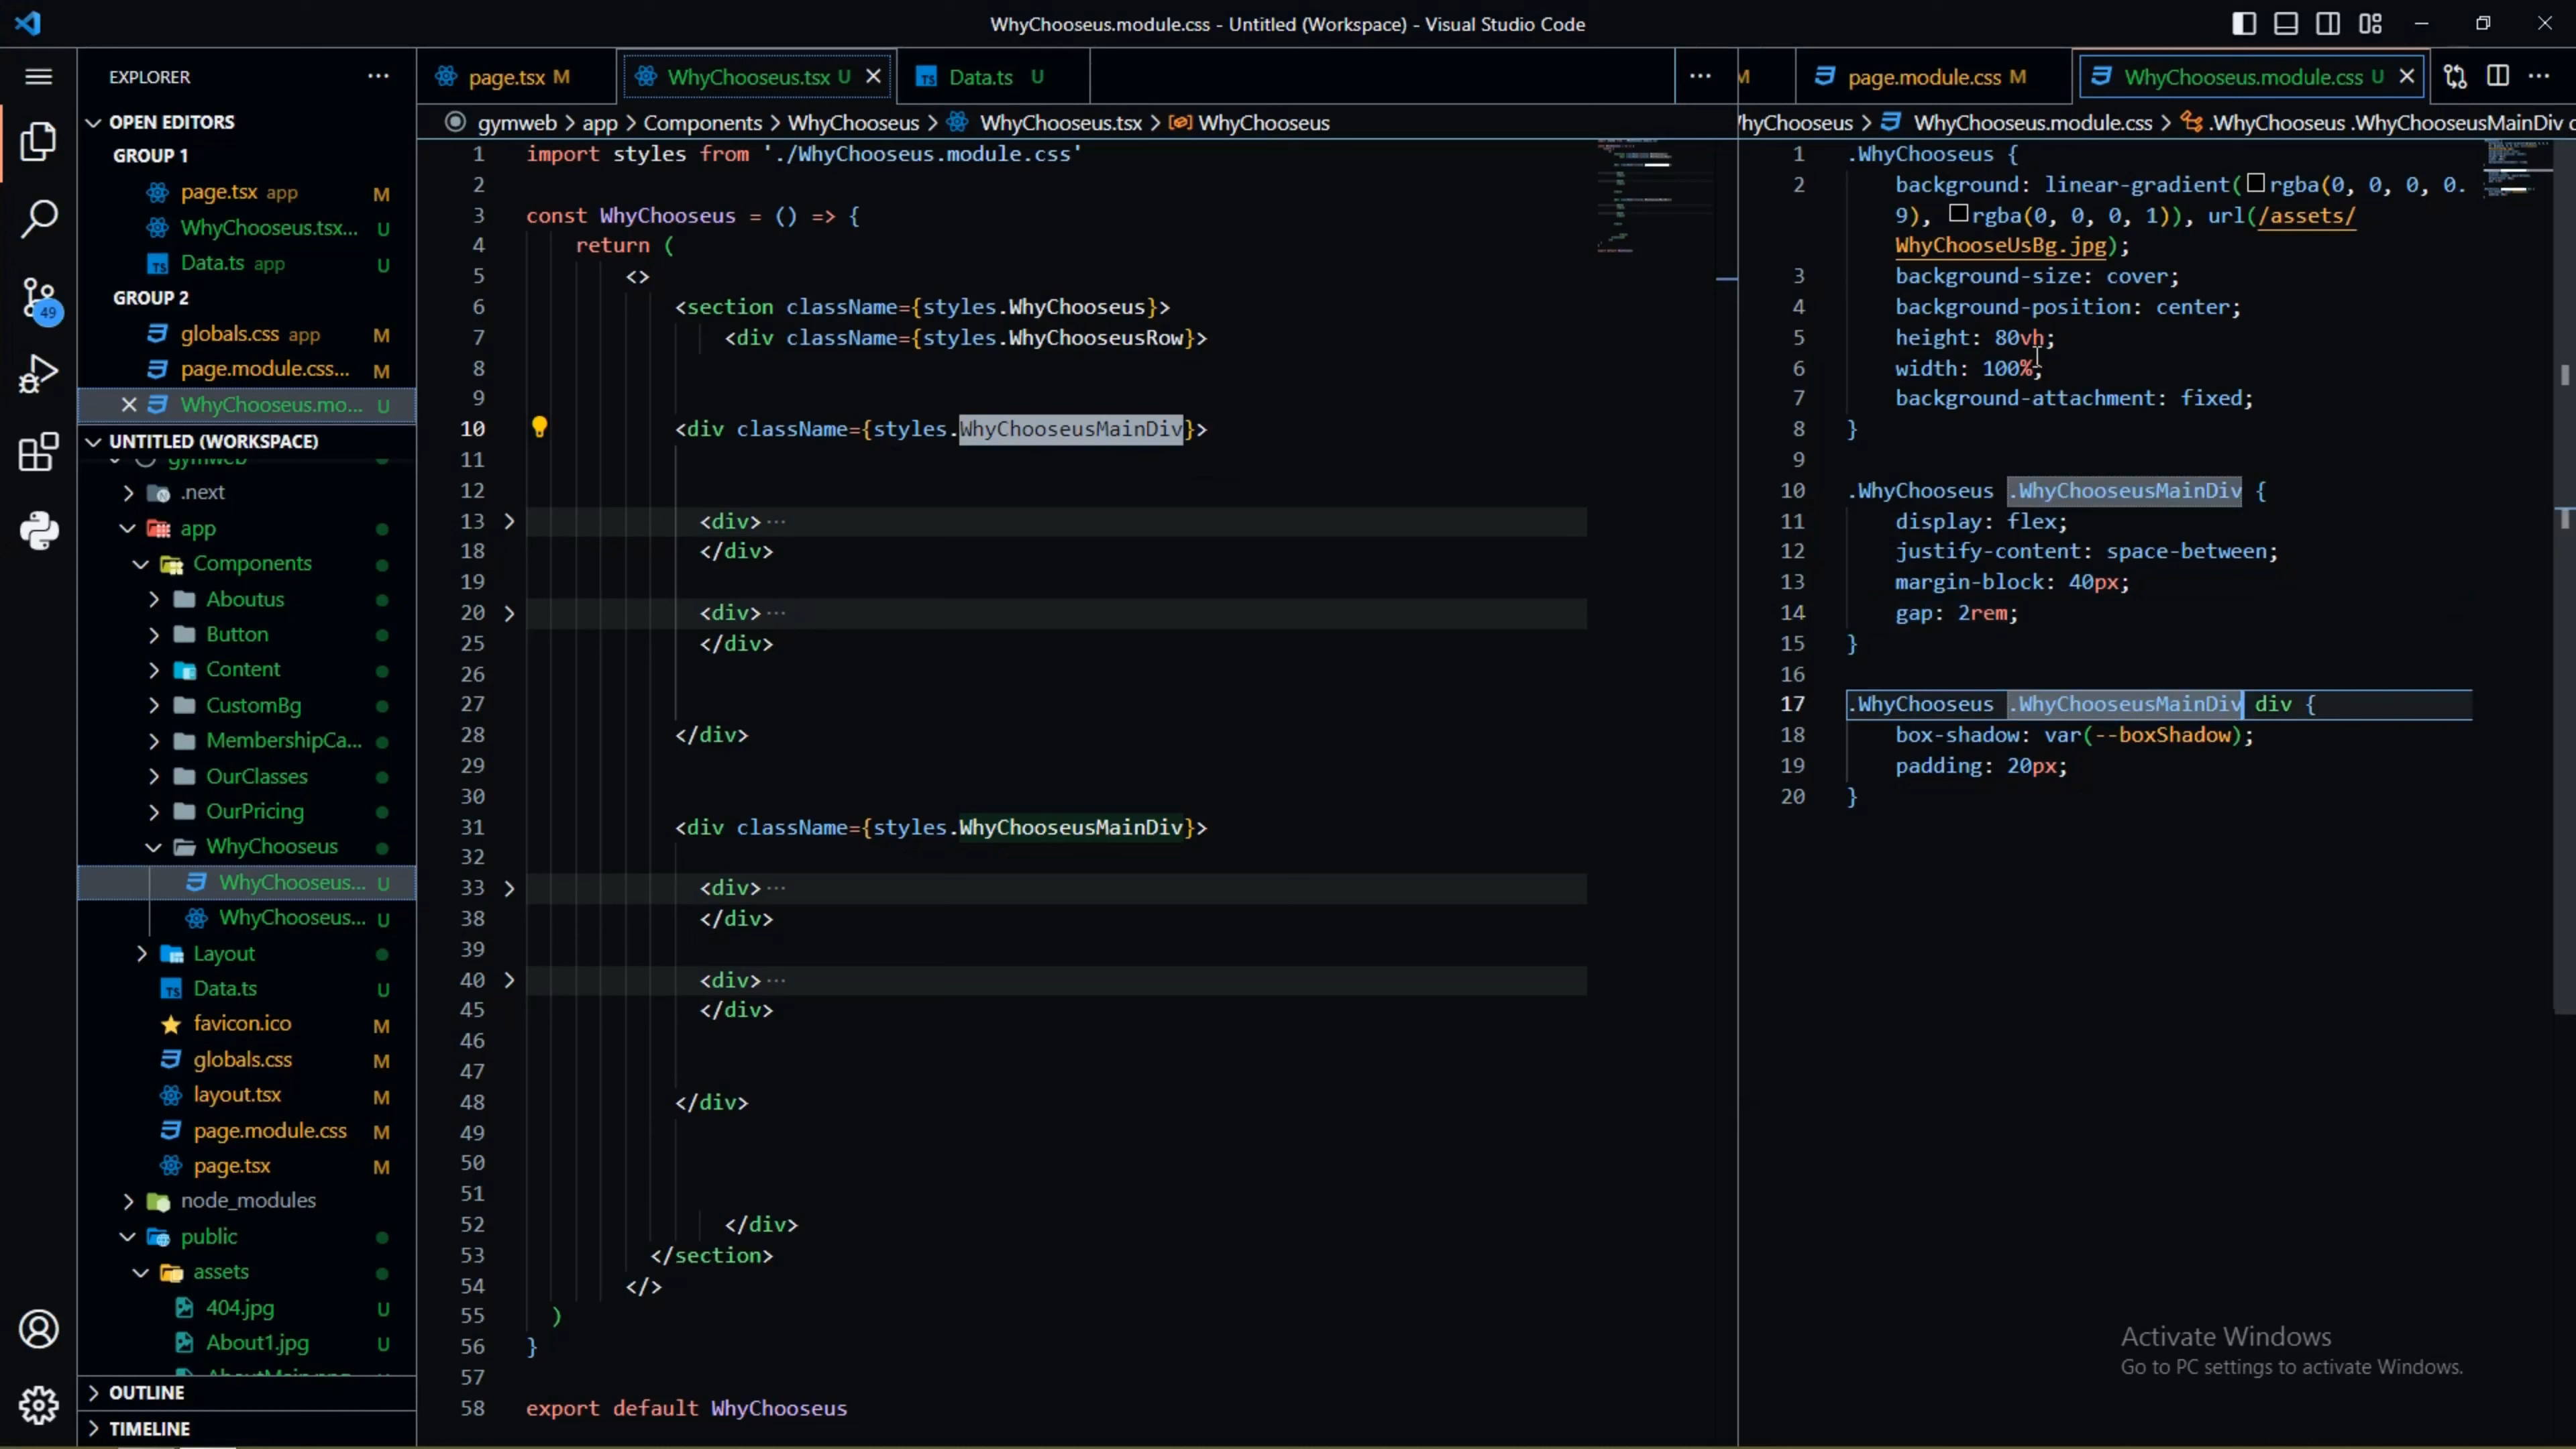 WhyChooseus.module.css - Untitled (Workspace) - Visual Studio Code
EXPLORER
OPEN EDITORS
GROUP 1
page.tsx app M
WhyChooseus.tsx... U
Data.ts app U
GROUP 2
globals.css app M
page.module.css... M
WhyChooseus.mo... U
UNTITLED (WORKSPACE)
gymweb
.next
app
Components
Aboutus
Button
Content
CustomBg
MembershipCa...
OurClasses
OurPricing
WhyChooseus
WhyChooseus... U
WhyChooseus... U
Layout
Data.ts U
favicon.ico M
globals.css M
layout.tsx M
page.module.css M
page.tsx M
node_modules
public
assets
404.jpg U
About1.jpg U
OUTLINE
TIMELINE
49
page.tsx M
WhyChooseus.tsx U
Data.ts U
gymweb > app > Components > WhyChooseus > WhyChooseus.tsx > WhyChooseus
1 import styles from './WhyChooseus.module.css'
2
3 const WhyChooseus = () => {
4 return (
5 <>
6 <section className={styles.WhyChooseus}>
7 <div className={styles.WhyChooseusRow}>
8
9
10 <div className={styles.WhyChooseusMainDiv}>
11
12
13 <div>...
18 </div>
19
20 <div>...
25 </div>
26
27
28 </div>
29
30
31 <div className={styles.WhyChooseusMainDiv}>
32
33 <div>...
38 </div>
39
40 <div>...
45 </div>
46
47
48 </div>
49
50
51
52 </div>
53 </section>
54 </>
55 )
56 }
57
58 export default WhyChooseus
M
page.module.css M
WhyChooseus.module.css U
hyChooseus > WhyChooseus.module.css > .WhyChooseus .WhyChooseusMainDiv
1 .WhyChooseus {
2 background: linear-gradient(rgba(0, 0, 0, 0.
9), rgba(0, 0, 0, 1)), url(/assets/
WhyChooseUsBg.jpg);
3 background-size: cover;
4 background-position: center;
5 height: 80vh;
6 width: 100%;
7 background-attachment: fixed;
8 }
9
10 .WhyChooseus .WhyChooseusMainDiv {
11 display: flex;
12 justify-content: space-between;
13 margin-block: 40px;
14 gap: 2rem;
15 }
16
17 .WhyChooseus .WhyChooseusMainDiv div {
18 box-shadow: var(--boxShadow);
19 padding: 20px;
20 }
Activate Windows
Go to PC settings to activate Windows.